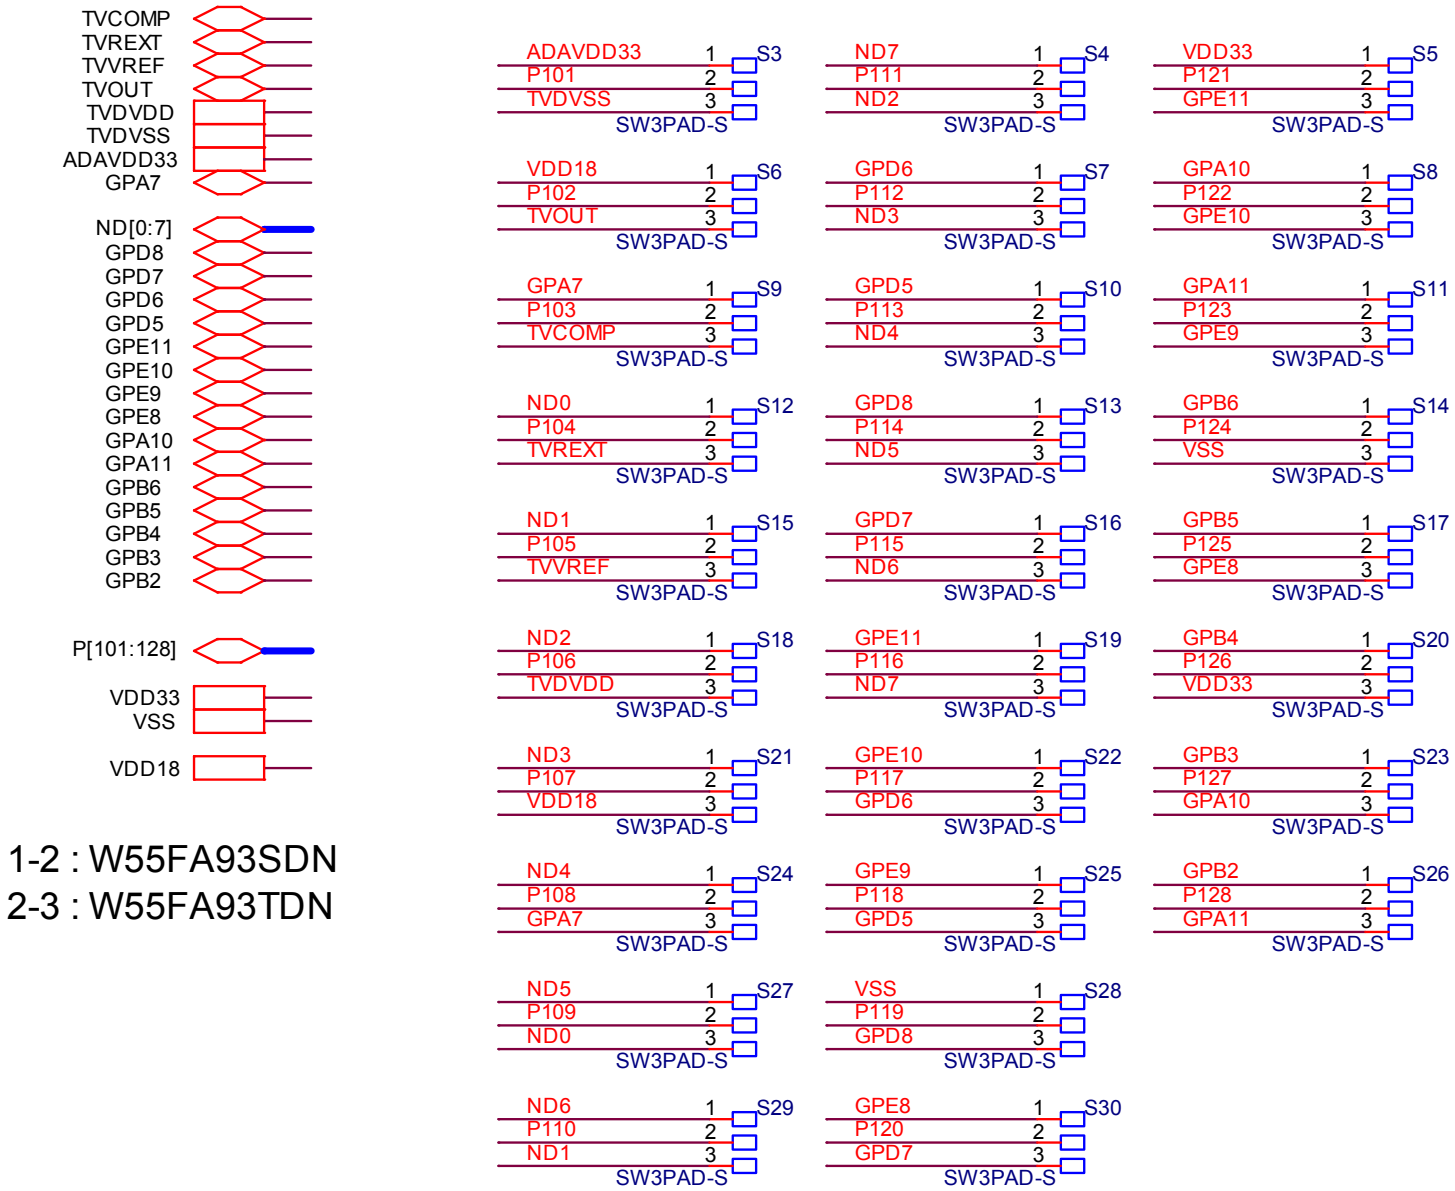 TVCOMP
TVREXT
TVVREF
TVOUT
TVDVDD
TVDVSS
ADAVDD33
GPA7
ND[0:7]
GPD8
GPD7
GPD6
GPD5
GPE11
GPE10
GPE9
GPE8
GPA10
GPA11
GPB6
GPB5
GPB4
GPB3
GPB2
P[101:128]
VDD33
VSS
VDD18
1-2 : W55FA93SDN
2-3 : W55FA93TDN
ADAVDD33 1 S3
P101 2
TVDVSS 3
SW3PAD-S
VDD18 1 S6
P102 2
TVOUT 3
SW3PAD-S
GPA7 1 S9
P103 2
TVCOMP 3
SW3PAD-S
ND0 1 S12
P104 2
TVREXT 3
SW3PAD-S
ND1 1 S15
P105 2
TVVREF 3
SW3PAD-S
ND2 1 S18
P106 2
TVDVDD 3
SW3PAD-S
ND3 1 S21
P107 2
VDD18 3
SW3PAD-S
ND4 1 S24
P108 2
GPA7 3
SW3PAD-S
ND5 1 S27
P109 2
ND0 3
SW3PAD-S
ND6 1 S29
P110 2
ND1 3
SW3PAD-S
ND7 1 S4
P111 2
ND2 3
SW3PAD-S
GPD6 1 S7
P112 2
ND3 3
SW3PAD-S
GPD5 1 S10
P113 2
ND4 3
SW3PAD-S
GPD8 1 S13
P114 2
ND5 3
SW3PAD-S
GPD7 1 S16
P115 2
ND6 3
SW3PAD-S
GPE11 1 S19
P116 2
ND7 3
SW3PAD-S
GPE10 1 S22
P117 2
GPD6 3
SW3PAD-S
GPE9 1 S25
P118 2
GPD5 3
SW3PAD-S
VSS 1 S28
P119 2
GPD8 3
SW3PAD-S
GPE8 1 S30
P120 2
GPD7 3
SW3PAD-S
VDD33 1 S5
P121 2
GPE11 3
SW3PAD-S
GPA10 1 S8
P122 2
GPE10 3
SW3PAD-S
GPA11 1 S11
P123 2
GPE9 3
SW3PAD-S
GPB6 1 S14
P124 2
VSS 3
SW3PAD-S
GPB5 1 S17
P125 2
GPE8 3
SW3PAD-S
GPB4 1 S20
P126 2
VDD33 3
SW3PAD-S
GPB3 1 S23
P127 2
GPA10 3
SW3PAD-S
GPB2 1 S26
P128 2
GPA11 3
SW3PAD-S